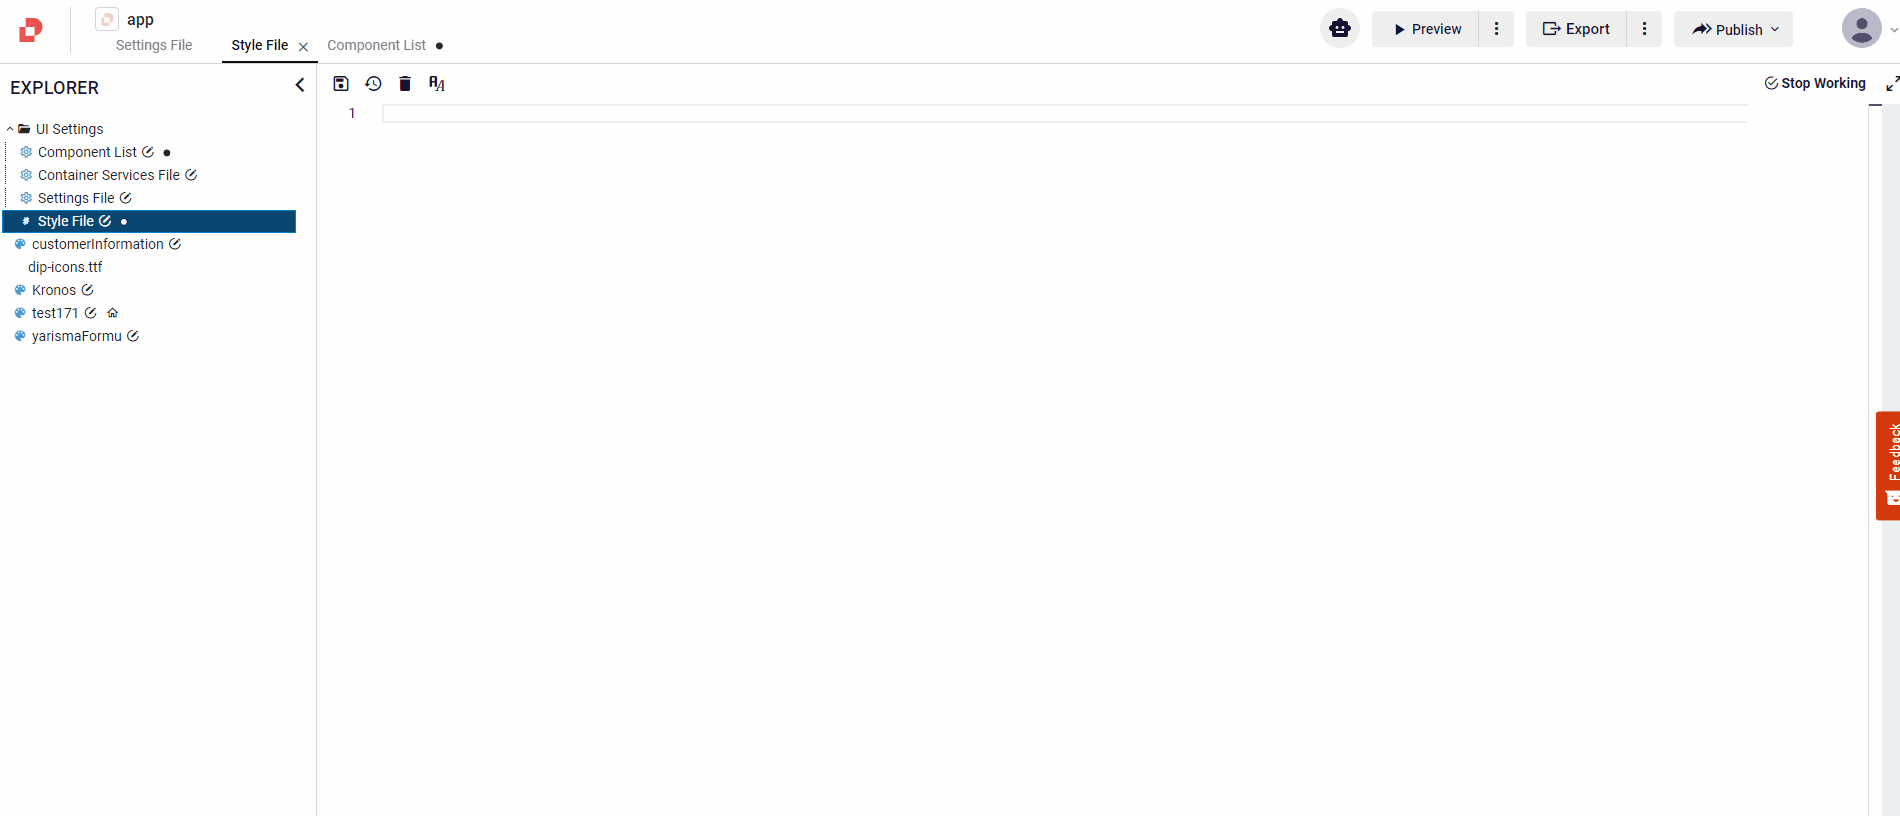 app
Settings File
Style File
Component List
Preview
Export
Publish
EXPLORER
Stop Working
1
UI Settings
Component List
Container Services File
Settings File
# Style File
customerInformation
dip-icons.ttf
Kronos
test171
yarismaFormu
Feedback